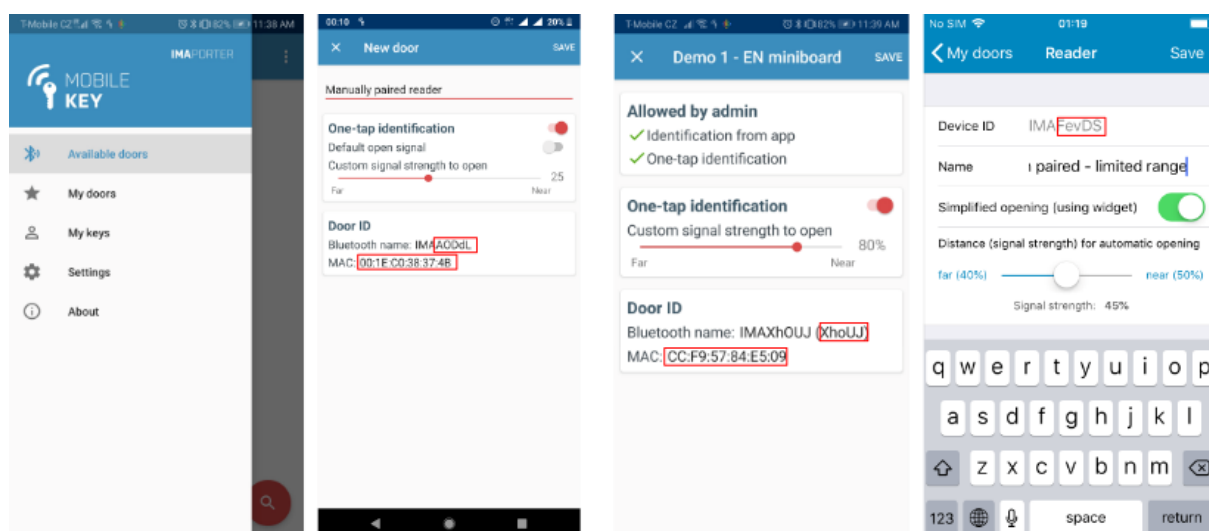 T-Mobile CZ 82% 11:38 AM
IMAPORTER
MOBILE
KEY
Available doors
My doors
My keys
Settings
About
00:10 20%
New door SAVE
Manually paired reader
One-tap identification
Default open signal
Custom signal strength to open
25
Far Near
Door ID
Bluetooth name: IMAAODdL
MAC: 00:1E:C0:38:37:4B
T-Mobile CZ 82% 11:39 AM
Demo 1 - EN miniboard SAVE
Allowed by admin
Identification from app
One-tap identification
One-tap identification
Custom signal strength to open
80%
Far Near
Door ID
Bluetooth name: IMAXhOUJ (XhoUJ)
MAC: CC:F9:57:84:E5:09
No SIM 01:19
My doors Reader Save
Device ID IMAFevDS
Name paired - limited range
Simplified opening (using widget)
Distance (signal strength) for automatic opening
far (40%) near (50%)
Signal strength: 45%
q w e r t y u i o p
a s d f g h j k l
z x c v b n m
123 space return